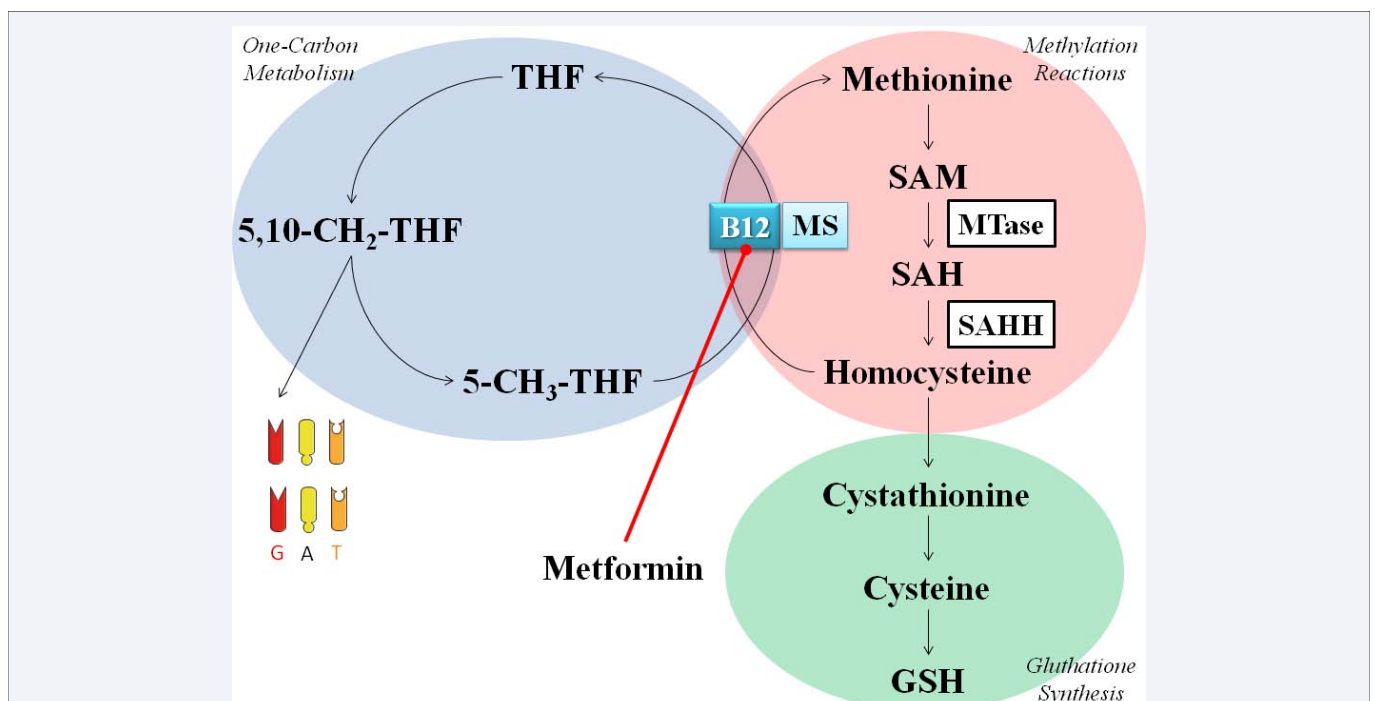 One-Carbon
Metabolism
THF
5,10-CH₂-THF
5-CH₃-THF
G A T
B12 MS
Metformin
Methylation
Reactions
Methionine
SAM
MTase
SAH
SAHH
Homocysteine
Cystathionine
Cysteine
GSH
Gluthatione
Synthesis